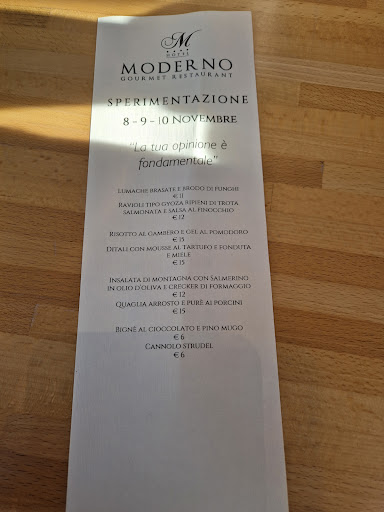 M
HOTEL
MODERNO
GOURMET RESTAURANT
SPERIMENTAZIONE
8 - 9 - 10 NOVEMBRE
"La tua opinione è
fondamentale"
LUMACHE BRASATE E BRODO DI FUNGHI
€ 11
RAVIOLI TIPO GYOZA RIPIENI DI TROTA
SALMONATA E SALSA AL FINOCCHIO
€ 12
RISOTTO AL GAMBERO E GEL AL POMODORO
€ 15
DITALI CON MOUSSE AL TARTUFO E FONDUTA
E MIELE
€ 15
INSALATA DI MONTAGNA CON SALMERINO
IN OLIO D'OLIVA E CRECKER DI FORMAGGIO
€ 12
QUAGLIA ARROSTO E PURÈ AI PORCINI
€ 15
BIGNÈ AL CIOCCOLATO E PINO MUGO
€ 6
CANNOLO STRUDEL
€ 6